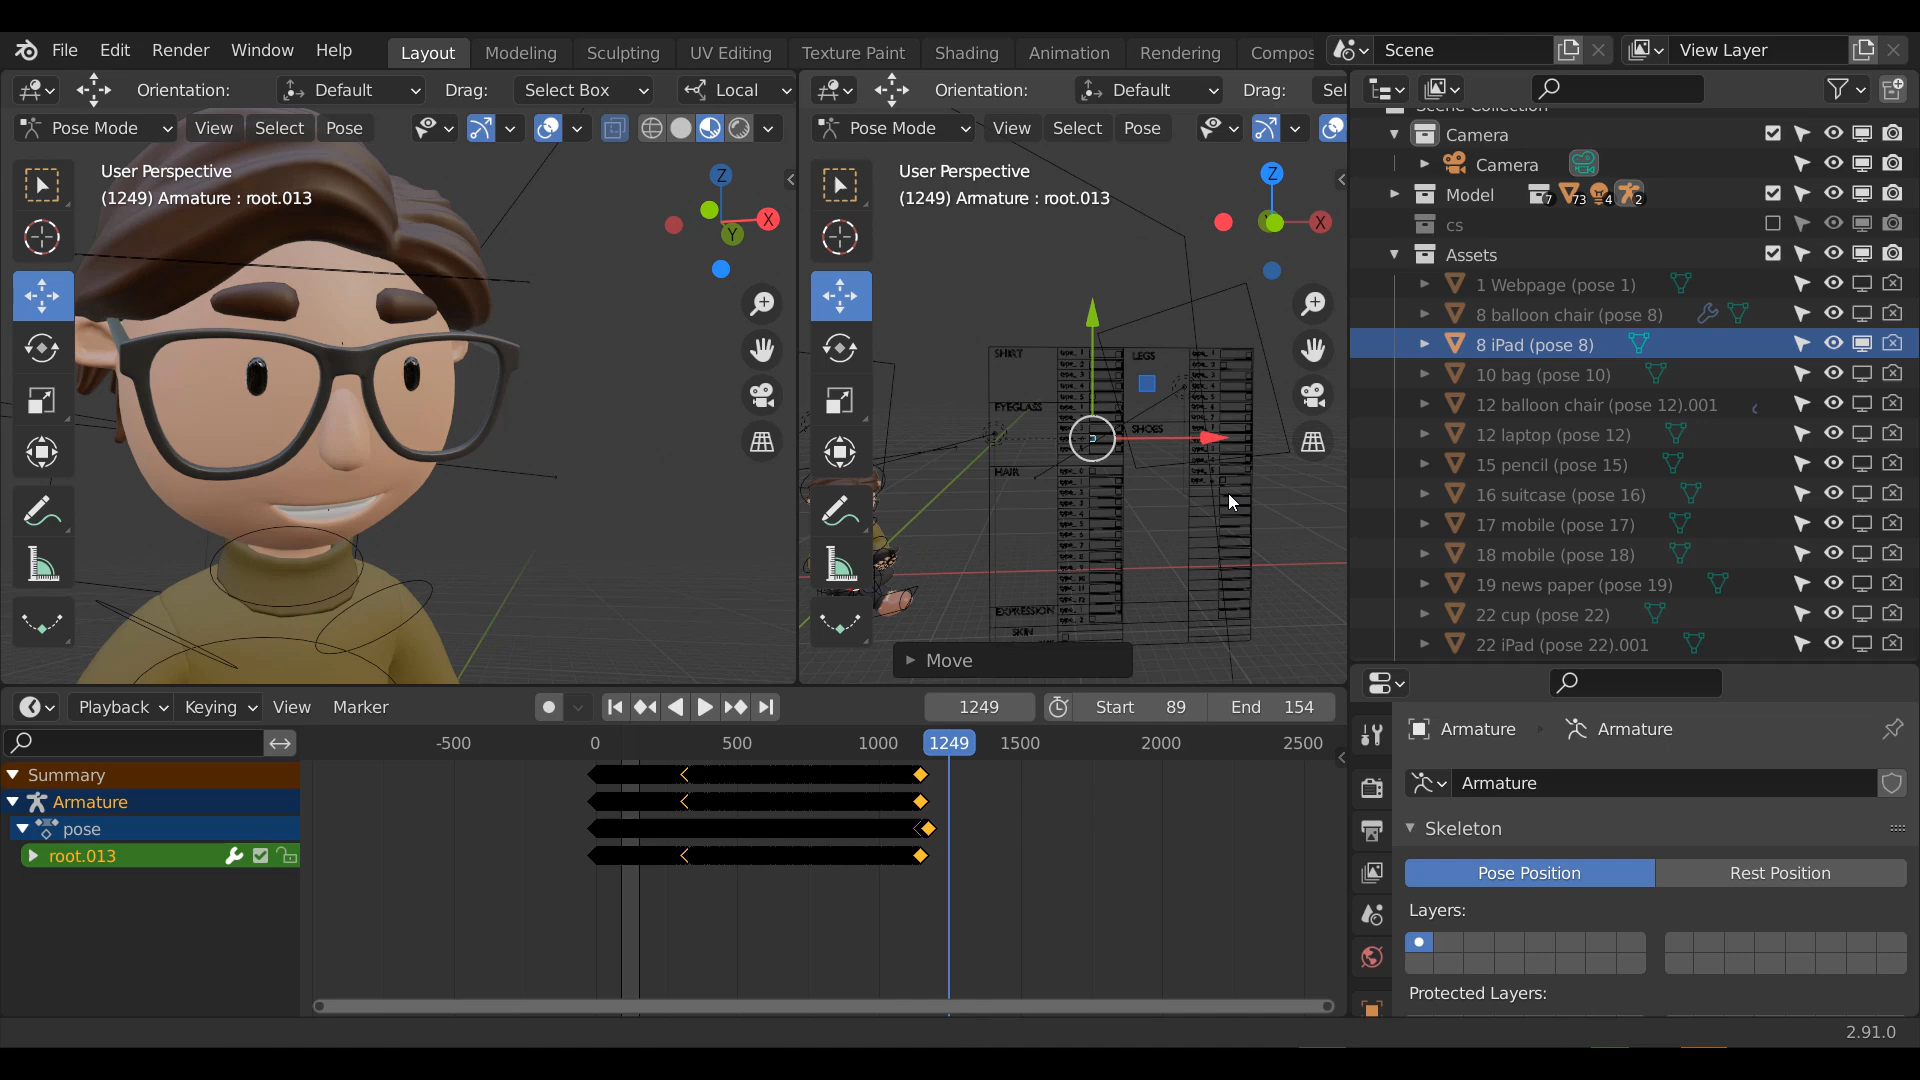 File Edit Render Window Help
Layout Modeling Sculpting UV Editing Texture Paint Shading Animation Rendering Compos
Scene View Layer
Orientation: Default Drag: Select Box Local
Orientation: Default Drag: Sel
Pose Mode View Select Pose
Pose Mode View Select Pose
User Perspective
(1249) Armature : root.013
Z
X
Y
User Perspective
(1249) Armature : root.013
Z
X
SHIRT
LEGS
EYEGLASS
SHOES
HAIR
EXPRESSION
SKIN
Move
Scene Collection
Camera
Camera
Model 7 73 4 2
cs
Assets
1 Webpage (pose 1)
8 balloon chair (pose 8)
8 iPad (pose 8)
10 bag (pose 10)
12 balloon chair (pose 12).001
12 laptop (pose 12)
15 pencil (pose 15)
16 suitcase (pose 16)
17 mobile (pose 17)
18 mobile (pose 18)
19 news paper (pose 19)
22 cup (pose 22)
22 iPad (pose 22).001
Playback Keying View Marker
1249 Start 89 End 154
-500 0 500 1000 1249 1500 2000 2500
Summary
Armature
pose
root.013
Armature Armature
Armature
Skeleton
Pose Position Rest Position
Layers:
Protected Layers:
2.91.0